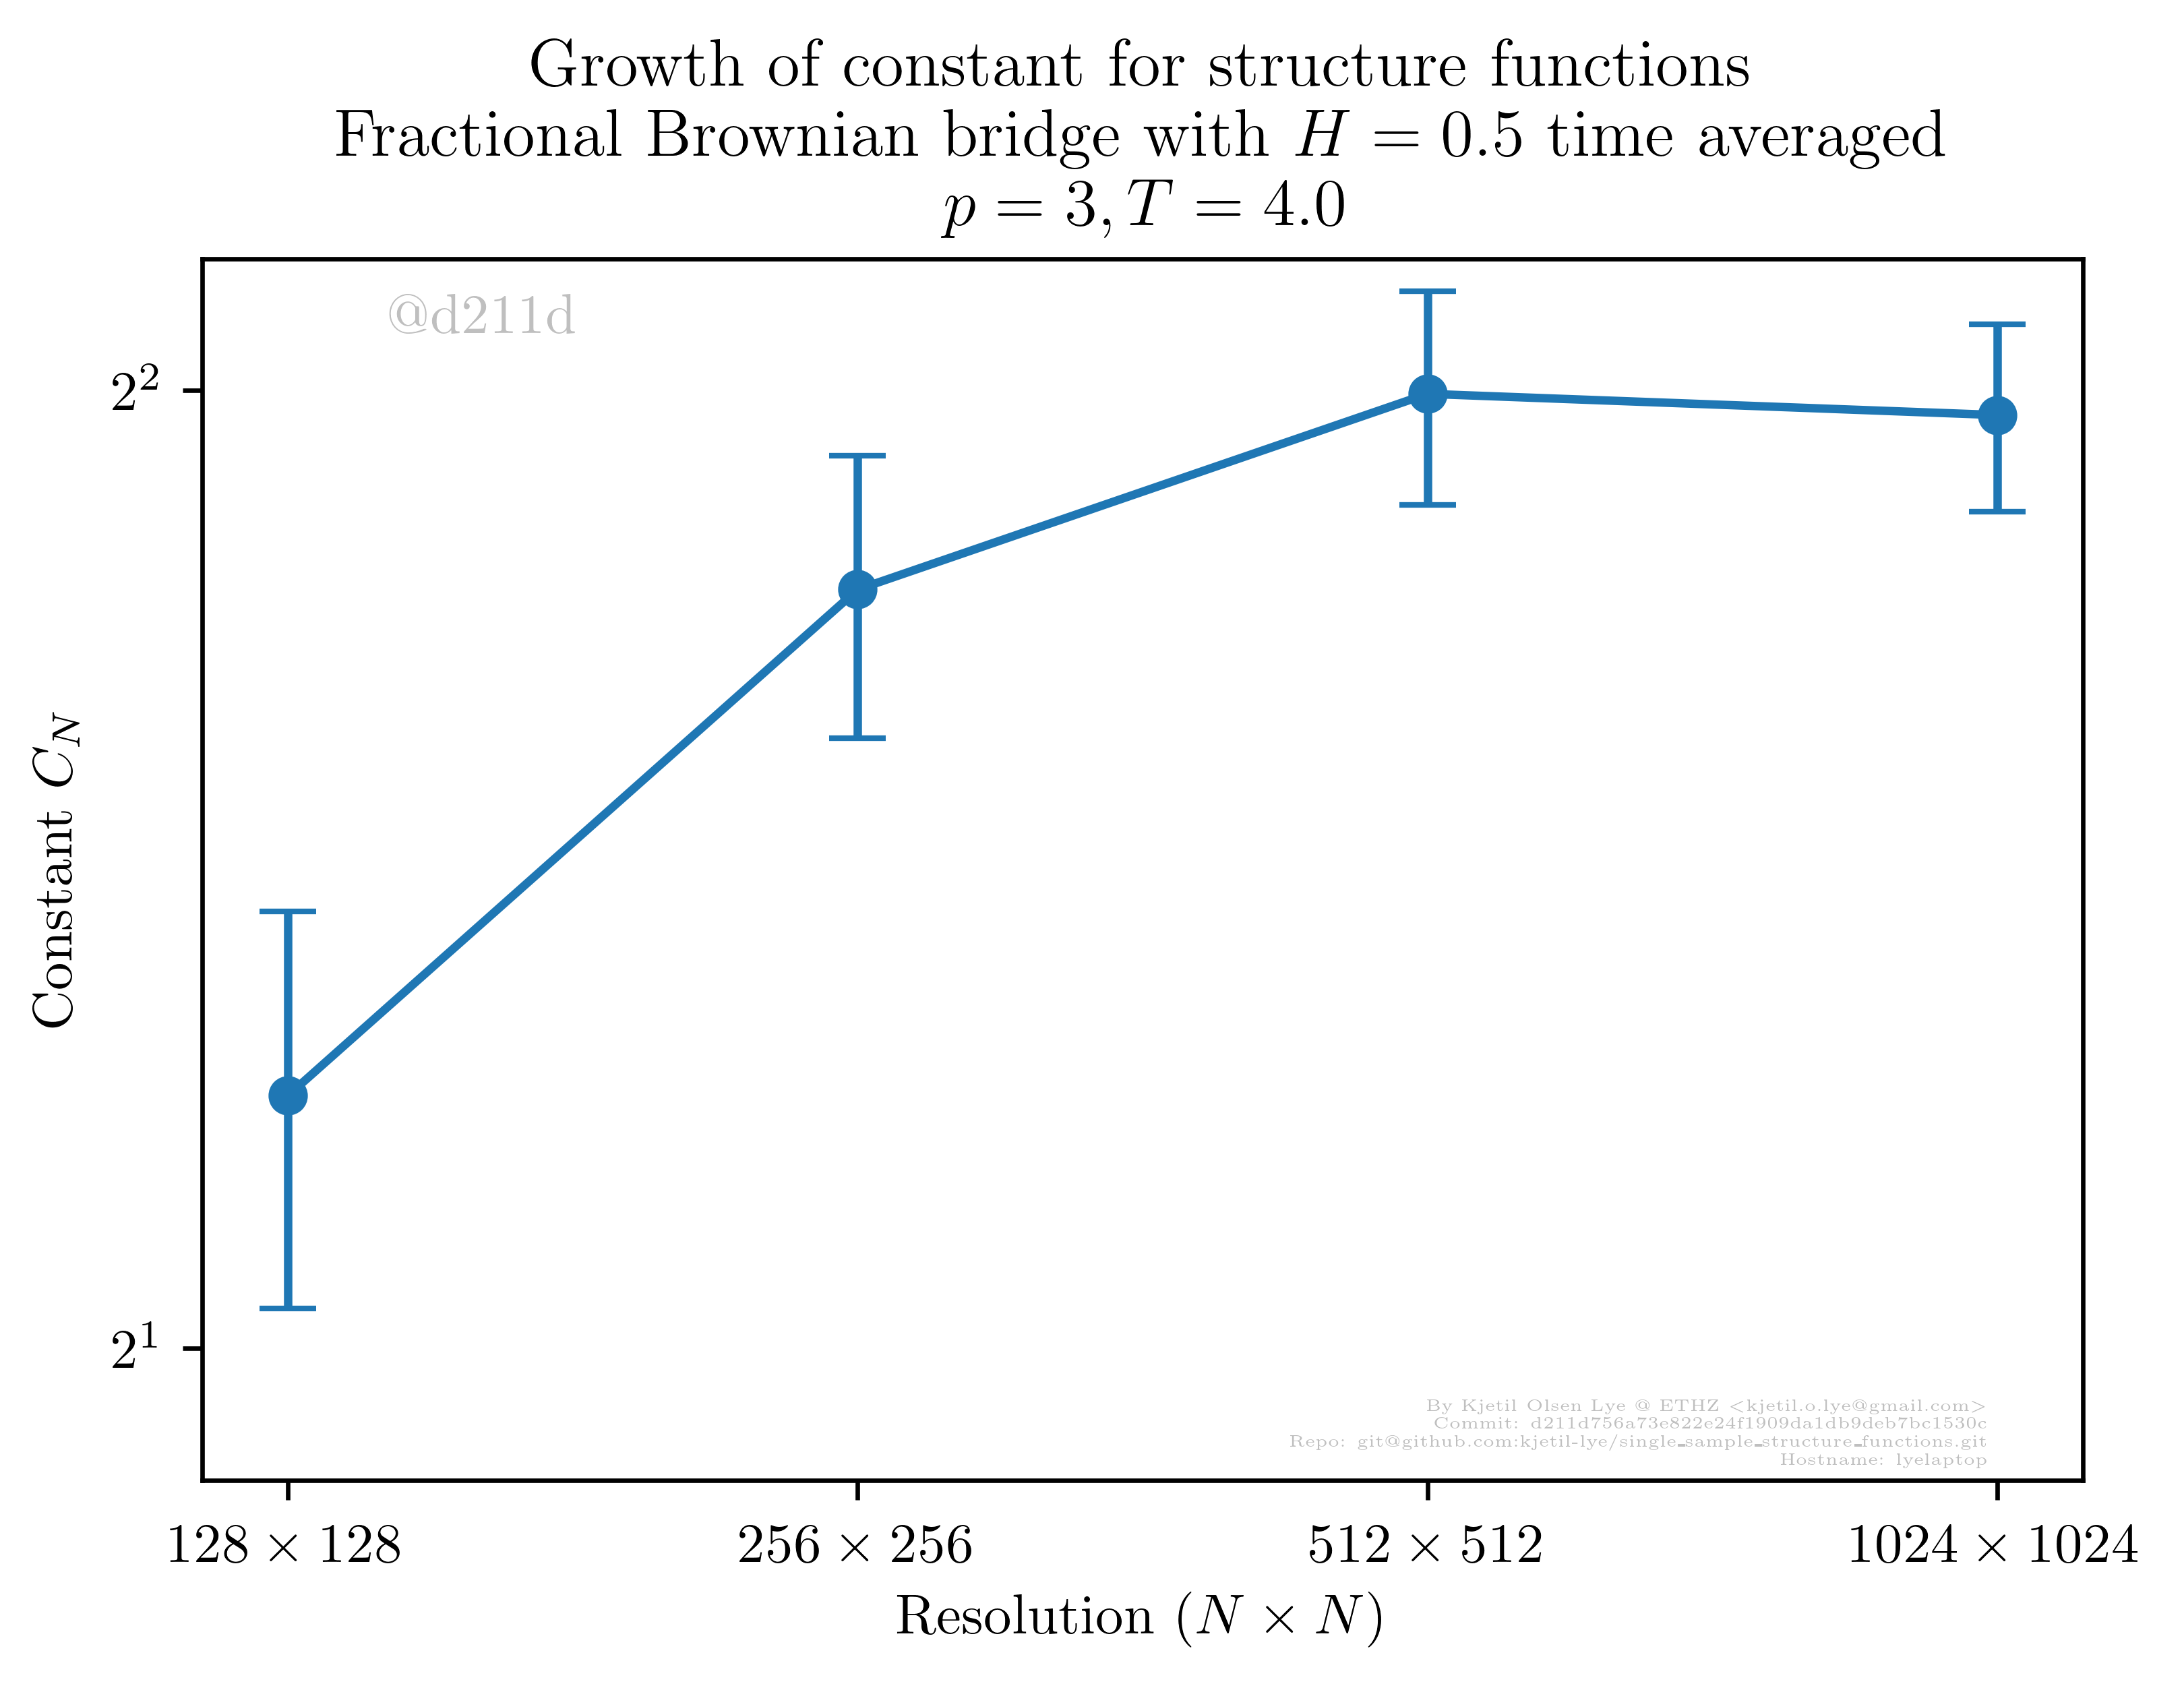 Growth of constant for structure functions
Fractional Brownian bridge with H = 0.5 time averaged
p = 3, T = 4.0
@d211d
2²
2¹
Constant C_N
By Kjetil Olsen Lye @ ETHZ <kjetil.o.lye@gmail.com>
Commit: d211d756a73e822e24f1909da1db9deb7bc1530c
Repo: git@github.com:kjetil-lye/single_sample_structure_functions.git
Hostname: lyelaptop
128 × 128 256 × 256 512 × 512 1024 × 1024
Resolution (N × N)